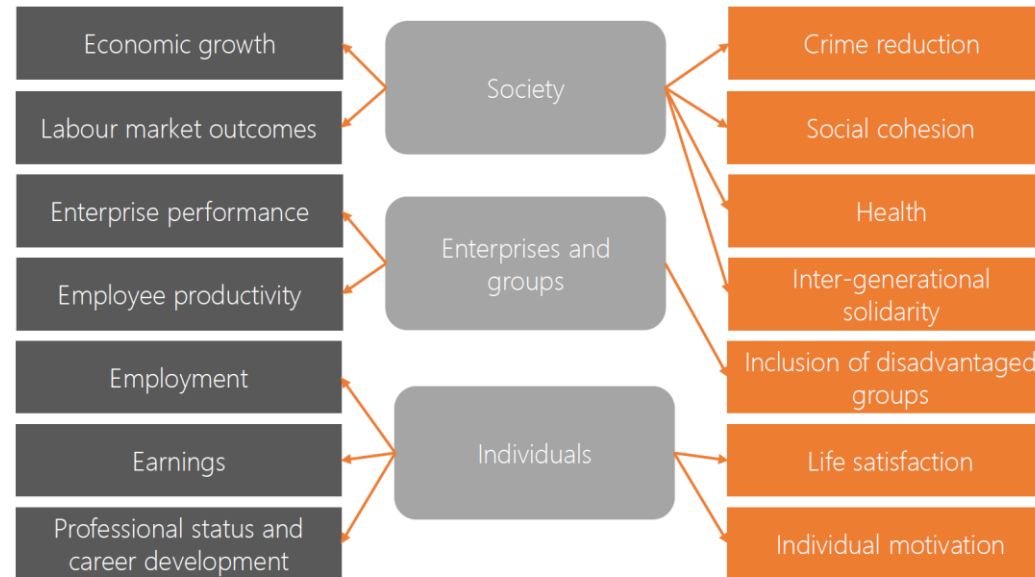 Economic growth
Labour market outcomes
Enterprise performance
Employee productivity
Employment
Earnings
Professional status and
career development
Society
Enterprises and
groups
Individuals
Crime reduction
Social cohesion
Health
Inter-generational
solidarity
Inclusion of disadvantaged
groups
Life satisfaction
Individual motivation